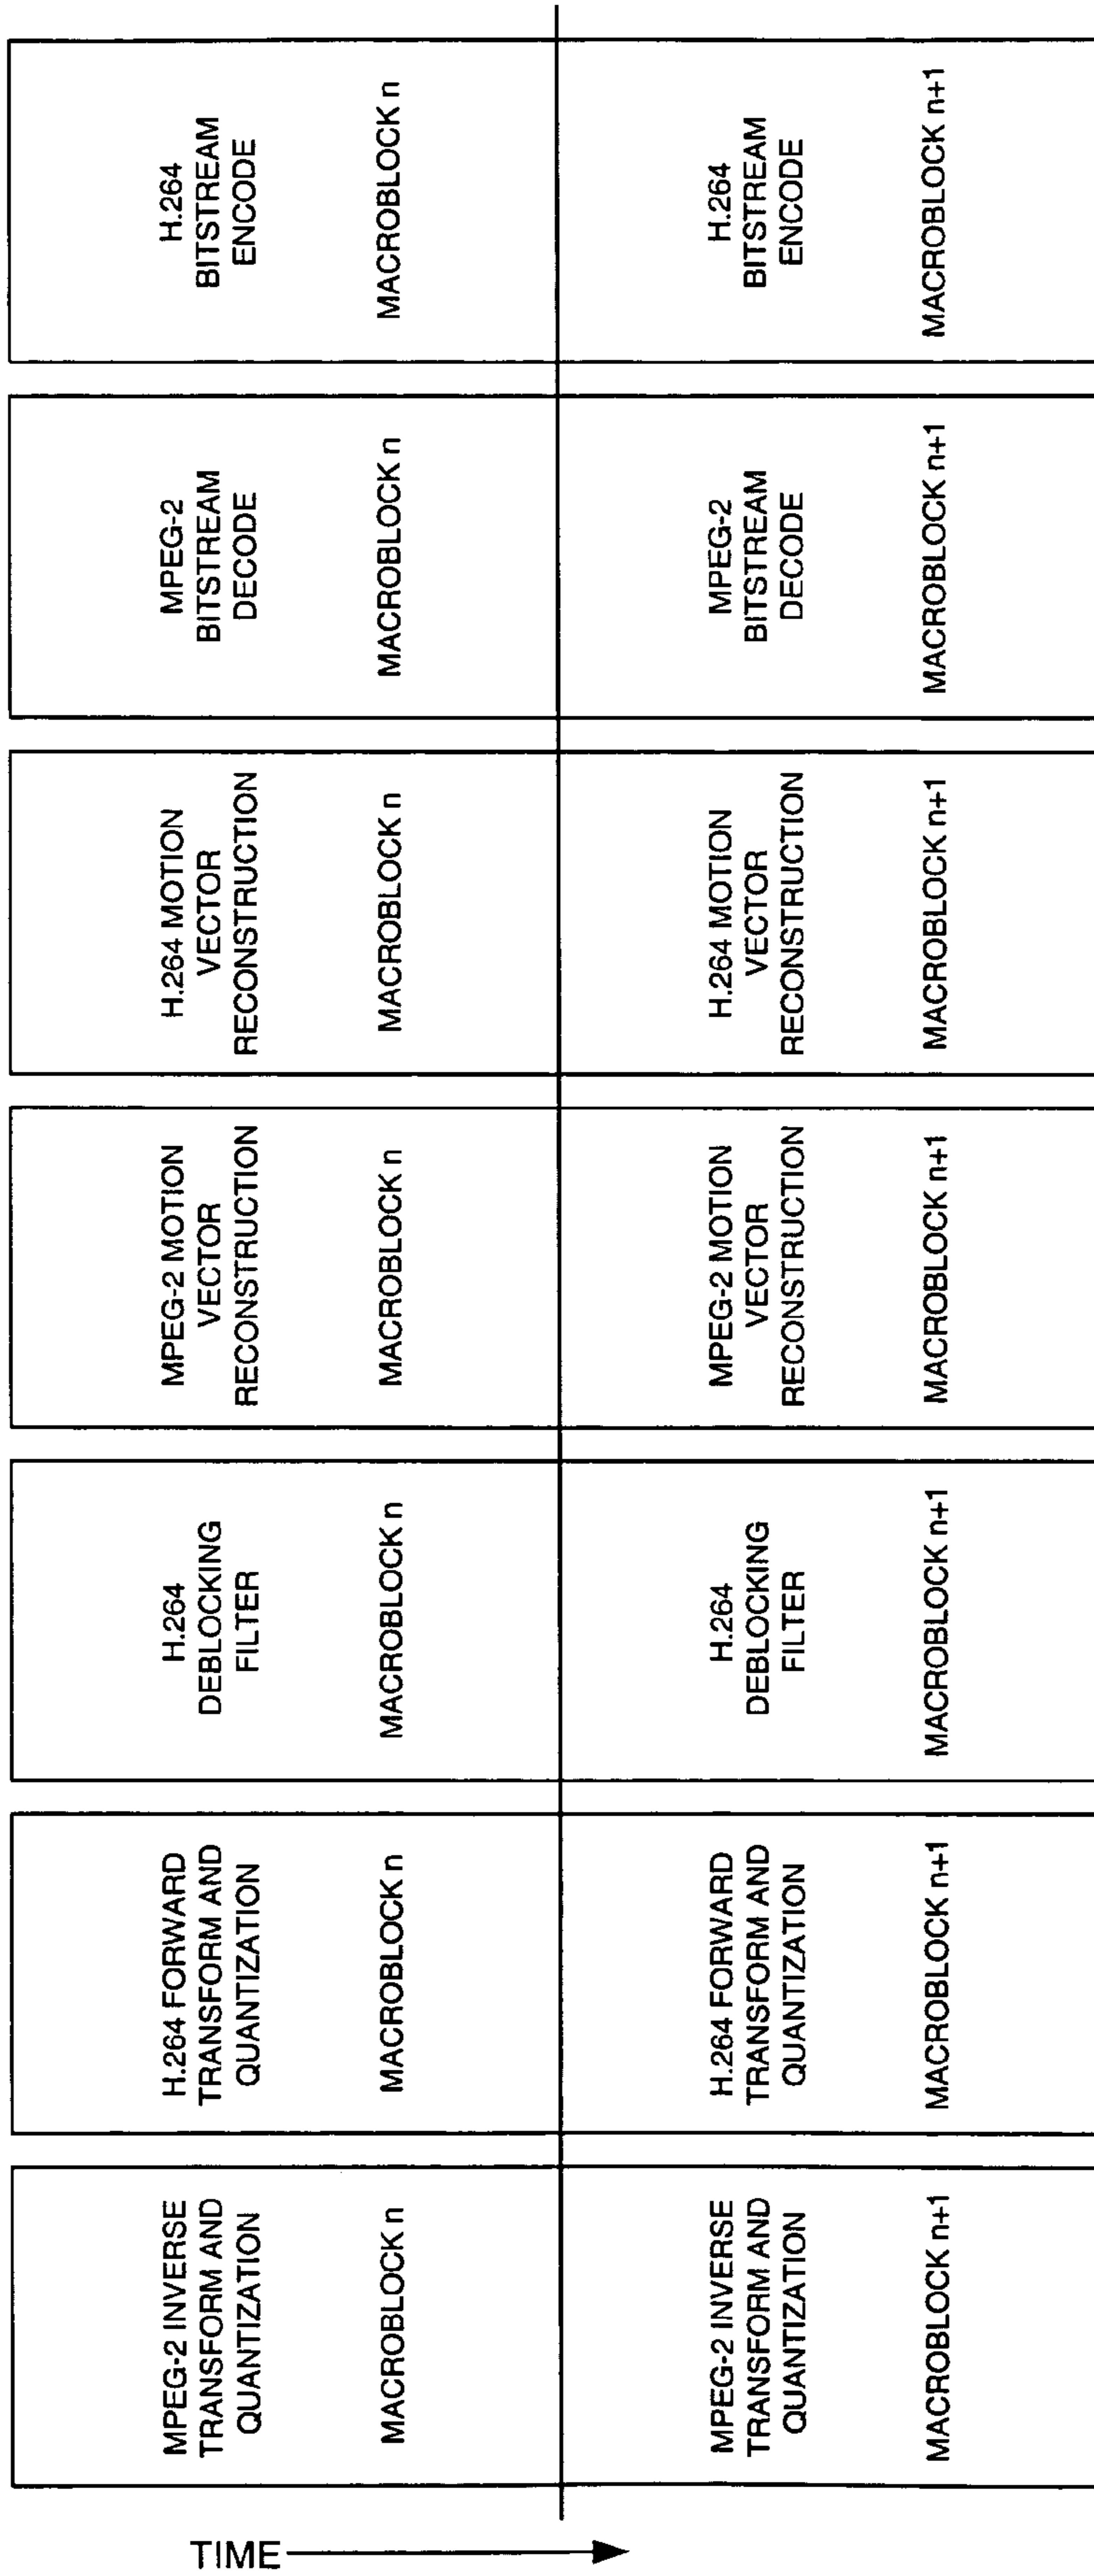 TIME
MPEG-2 INVERSE
TRANSFORM AND
QUANTIZATION
MACROBLOCK n
H.264 FORWARD
TRANSFORM AND
QUANTIZATION
MACROBLOCK n
H.264
DEBLOCKING
FILTER
MACROBLOCK n
MPEG-2 MOTION
VECTOR
RECONSTRUCTION
MACROBLOCK n
H.264 MOTION
VECTOR
RECONSTRUCTION
MACROBLOCK n
MPEG-2
BITSTREAM
DECODE
MACROBLOCK n
H.264
BITSTREAM
ENCODE
MACROBLOCK n
MPEG-2 INVERSE
TRANSFORM AND
QUANTIZATION
MACROBLOCK n+1
H.264 FORWARD
TRANSFORM AND
QUANTIZATION
MACROBLOCK n+1
H.264
DEBLOCKING
FILTER
MACROBLOCK n+1
MPEG-2 MOTION
VECTOR
RECONSTRUCTION
MACROBLOCK n+1
H.264 MOTION
VECTOR
RECONSTRUCTION
MACROBLOCK n+1
MPEG-2
BITSTREAM
DECODE
MACROBLOCK n+1
H.264
BITSTREAM
ENCODE
MACROBLOCK n+1